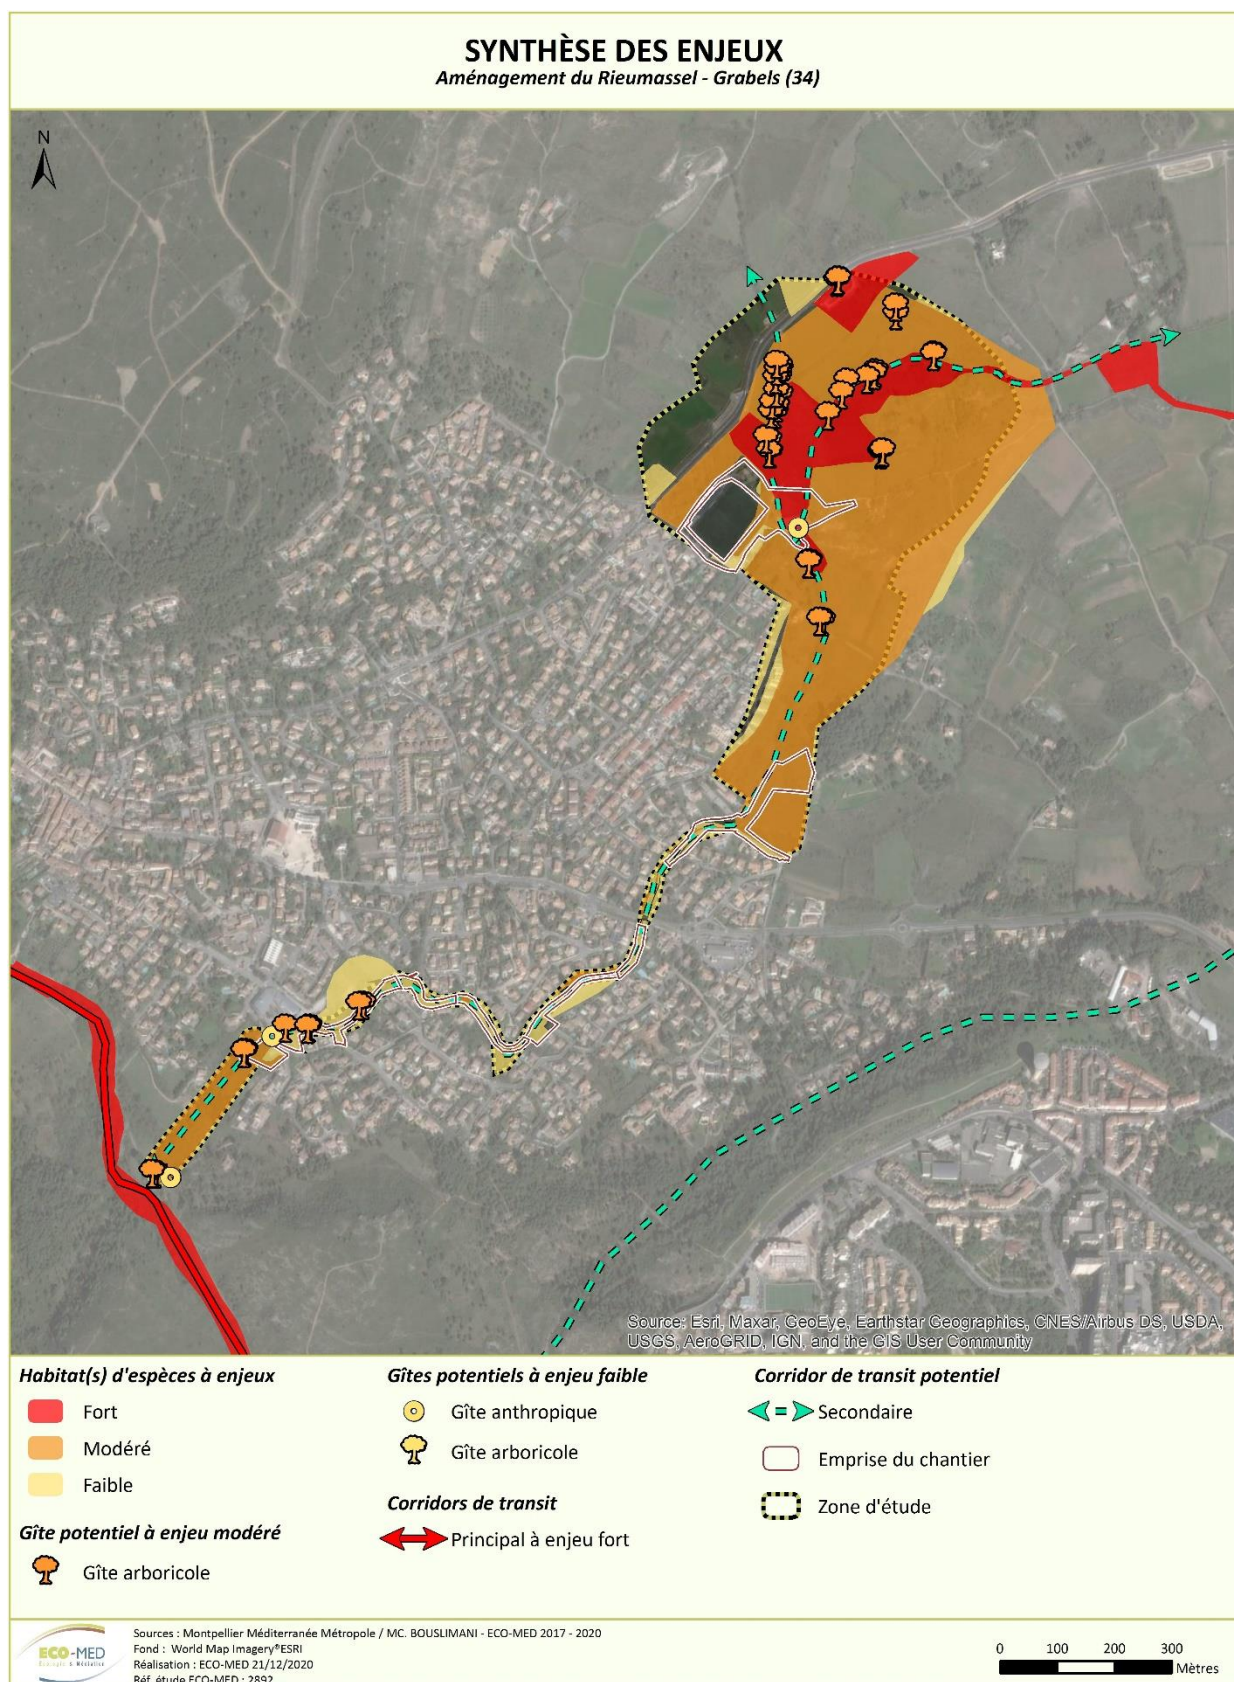 SYNTHÈSE DES ENJEUX
Aménagement du Rieumassel - Grabels (34)
N
Source: Esri, Maxar, GeoEye, Earthstar Geographics, CNES/Airbus DS, USDA,
USGS, AeroGRID, IGN, and the GIS User Community
Habitat(s) d'espèces à enjeux
Fort
Modéré
Faible
Gîte potentiel à enjeu modéré
Gîte arboricole
Gîtes potentiels à enjeu faible
Gîte anthropique
Gîte arboricole
Corridors de transit
Principal à enjeu fort
Corridor de transit potentiel
Secondaire
Emprise du chantier
Zone d'étude
ECO-MED
Sources : Montpellier Méditerranée Métropole / MC. BOUSLIMANI - ECO-MED 2017 - 2020
Fond : World Map Imagery®ESRI
Réalisation : ECO-MED 21/12/2020
Réf. étude ECO-MED : 2892
0 100 200 300
Mètres